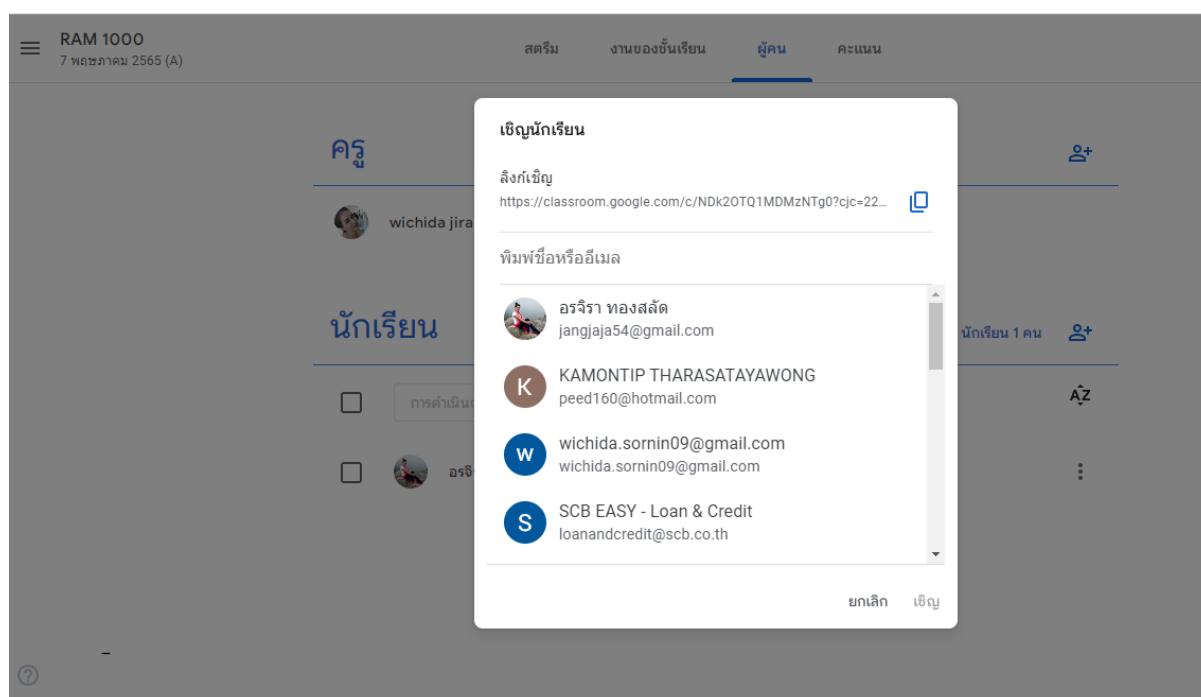 RAM 1000
7 พฤษภาคม 2565 (A)
สตรีม งานของชั้นเรียน ผู้คน คะแนน
ครู
wichida jira
นักเรียน
นักเรียน 1 คน
การดำเนิน
อรจิ
เชิญนักเรียน
ลิงก์เชิญ
https://classroom.google.com/c/NDk2OTQ1MDMzNTg0?cjc=22...
พิมพ์ชื่อหรืออีเมล
อรจิรา ทองสลัด
jangjaja54@gmail.com
K
KAMONTIP THARASATAYAWONG
peed160@hotmail.com
W
wichida.sornin09@gmail.com
wichida.sornin09@gmail.com
S
SCB EASY - Loan & Credit
loanandcredit@scb.co.th
ยกเลิก เชิญ
AZ